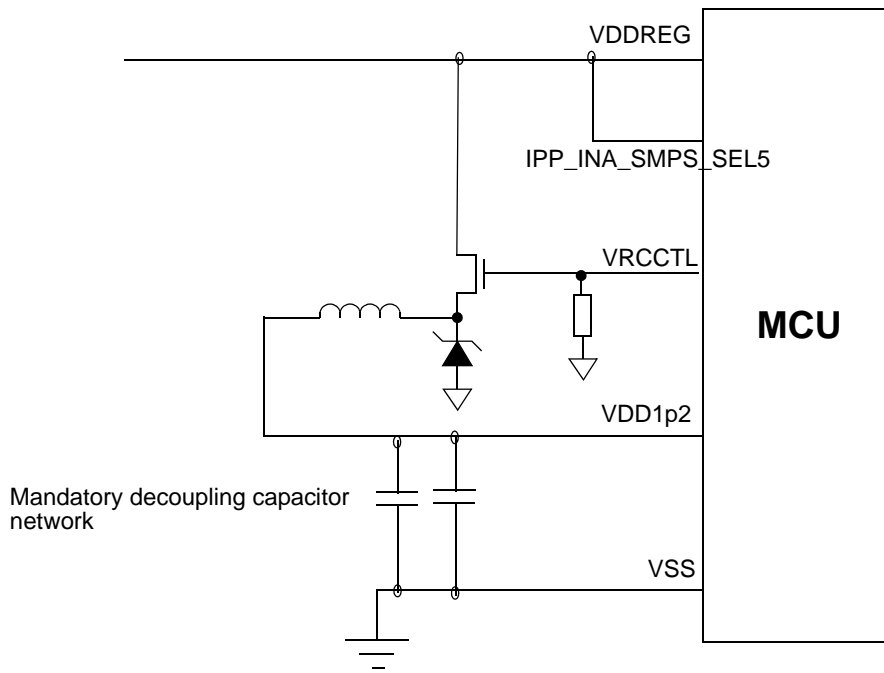 VDDREG
IPP_INA_SMPS_SEL5
VRCCTL
MCU
VDD1p2
Mandatory decoupling capacitor
network
VSS